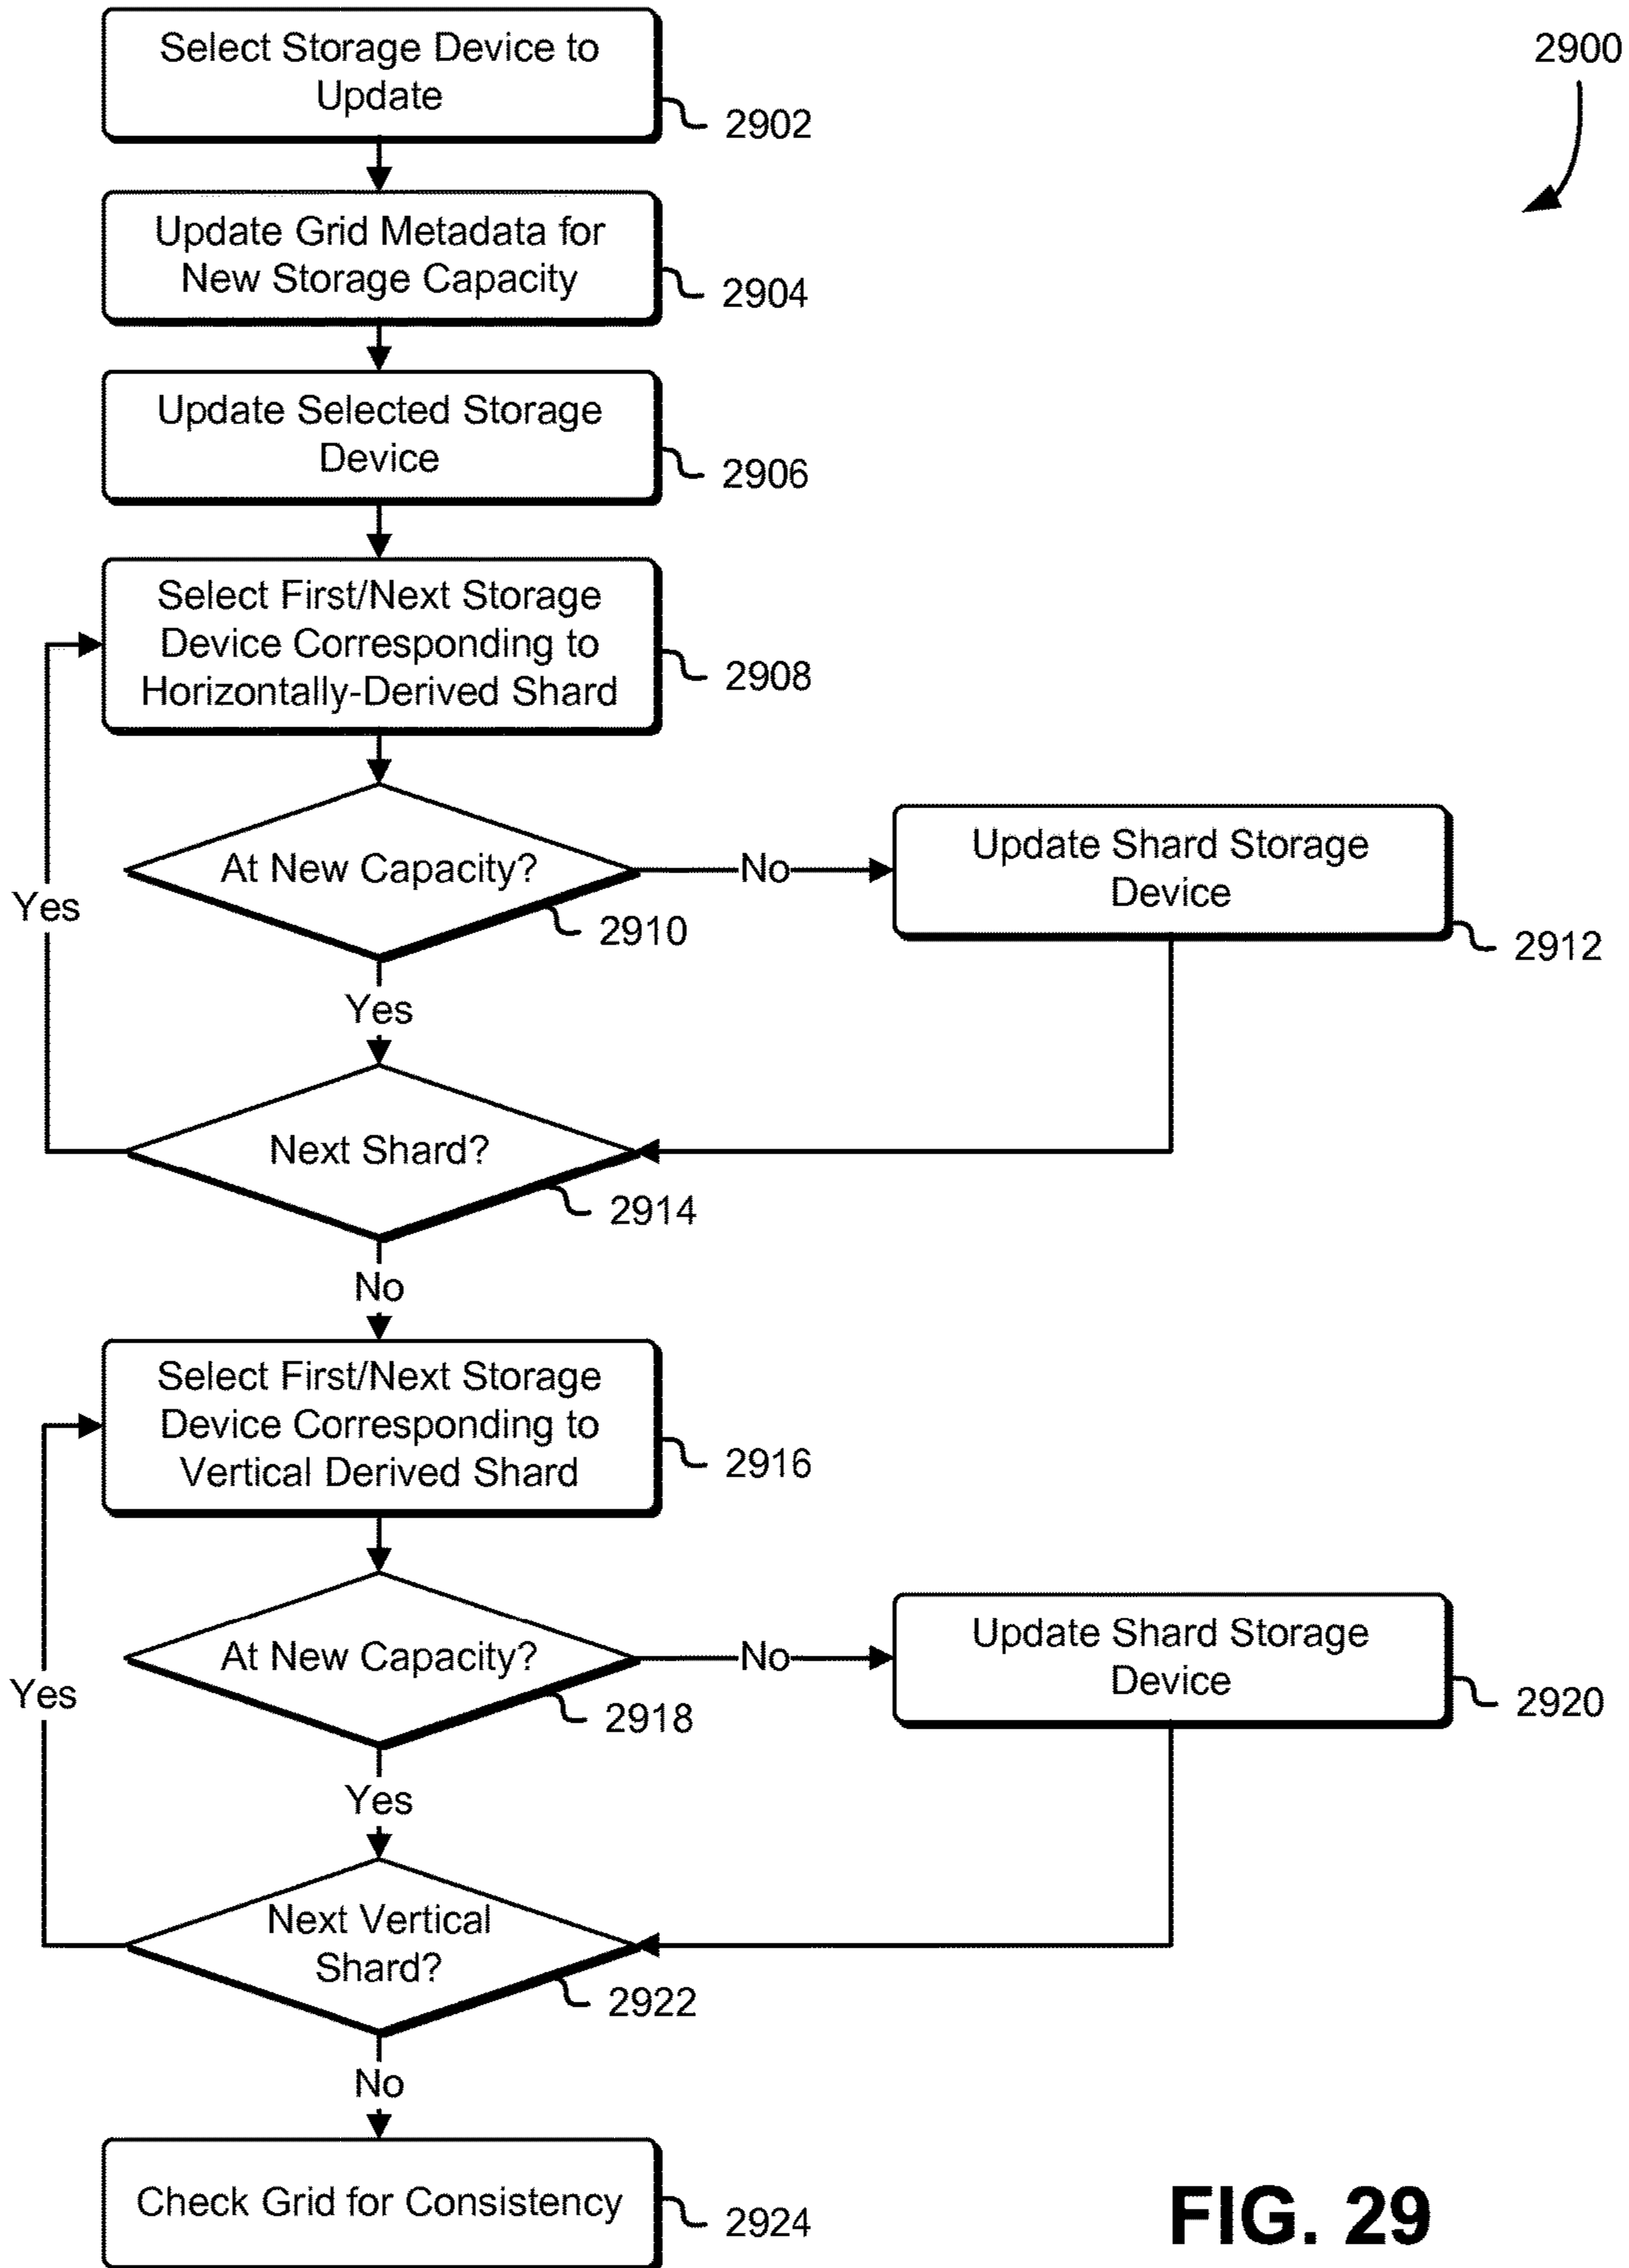 Select Storage Device to
Update
2900
2902
Update Grid Metadata for
New Storage Capacity
2904
Update Selected Storage
Device
2906
Select First/Next Storage
Device Corresponding to
Horizontally-Derived Shard
2908
At New Capacity?
No
Update Shard Storage
Device
Yes
2910
2912
Yes
Next Shard?
2914
No
Select First/Next Storage
Device Corresponding to
Vertical Derived Shard
2916
At New Capacity?
No
Update Shard Storage
Device
Yes
2918
2920
Yes
Next Vertical
Shard?
2922
No
Check Grid for Consistency
2924
FIG. 29